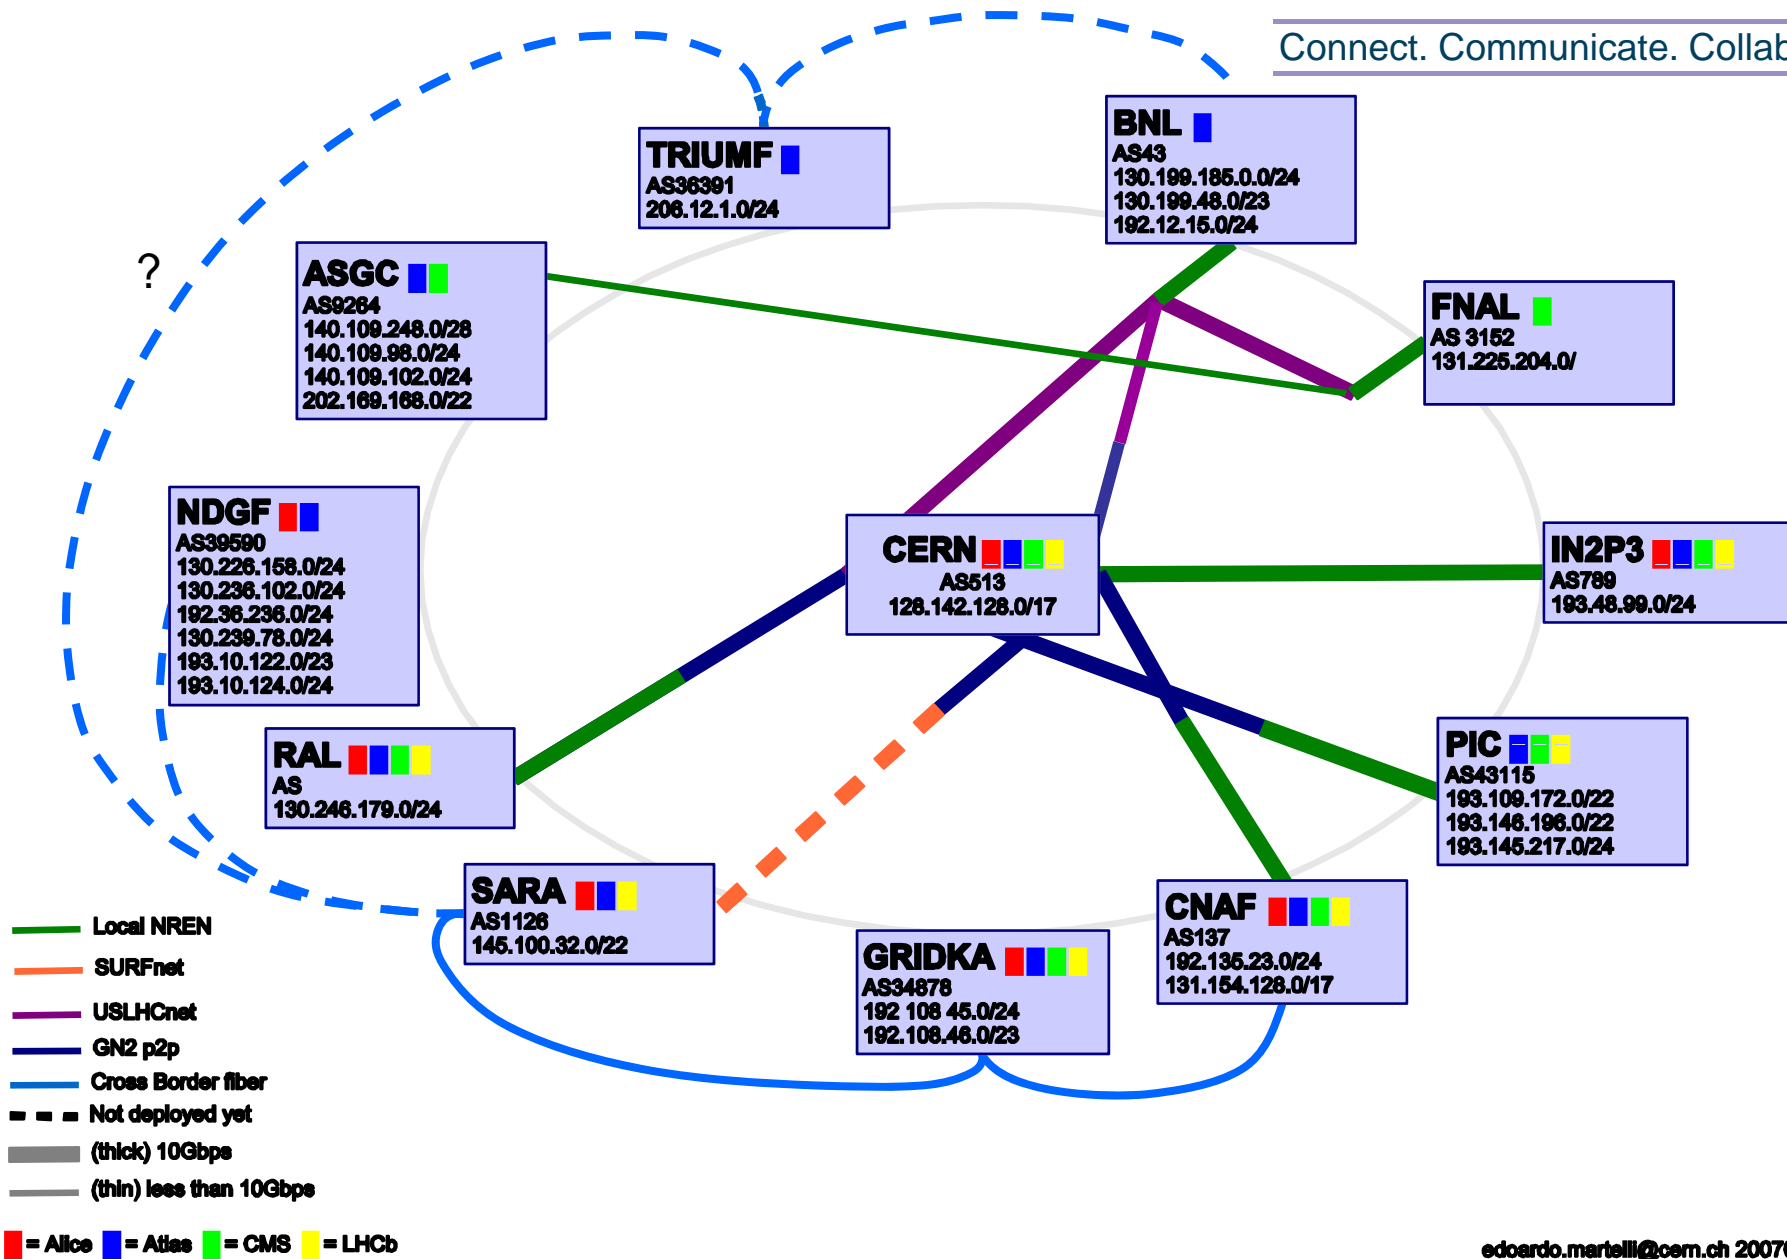 Connect. Communicate. Collab
TRIUMF
AS36391
206.12.1.0/24
BNL
AS43
130.199.185.0.0/24
130.199.48.0/23
192.12.15.0/24
?
ASGC
AS9264
140.109.248.0/28
140.109.98.0/24
140.109.102.0/24
202.169.168.0/22
FNAL
AS 3152
131.225.204.0/
NDGF
AS39590
130.226.158.0/24
130.236.102.0/24
192.36.236.0/24
130.239.78.0/24
193.10.122.0/23
193.10.124.0/24
CERN
AS513
128.142.128.0/17
IN2P3
AS789
193.48.99.0/24
RAL
AS
130.246.179.0/24
PIC
AS43115
193.109.172.0/22
193.146.196.0/22
193.145.217.0/24
SARA
AS1126
145.100.32.0/22
GRIDKA
AS34878
192 108 45.0/24
192.108.46.0/23
CNAF
AS137
192.135.23.0/24
131.154.128.0/17
Local NREN
SURFnet
USLHCnet
GN2 p2p
Cross Border fiber
Not deployed yet
(thick) 10Gbps
(thin) less than 10Gbps
= Alice = Atlas = CMS = LHCb
edoardo.martelli@cern.ch